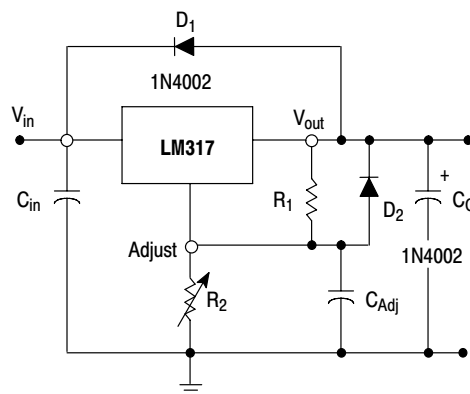 D1
1N4002
Vin
LM317
Vout
Cin
R1
D2
+
CO
1N4002
Adjust
R2
CAdj